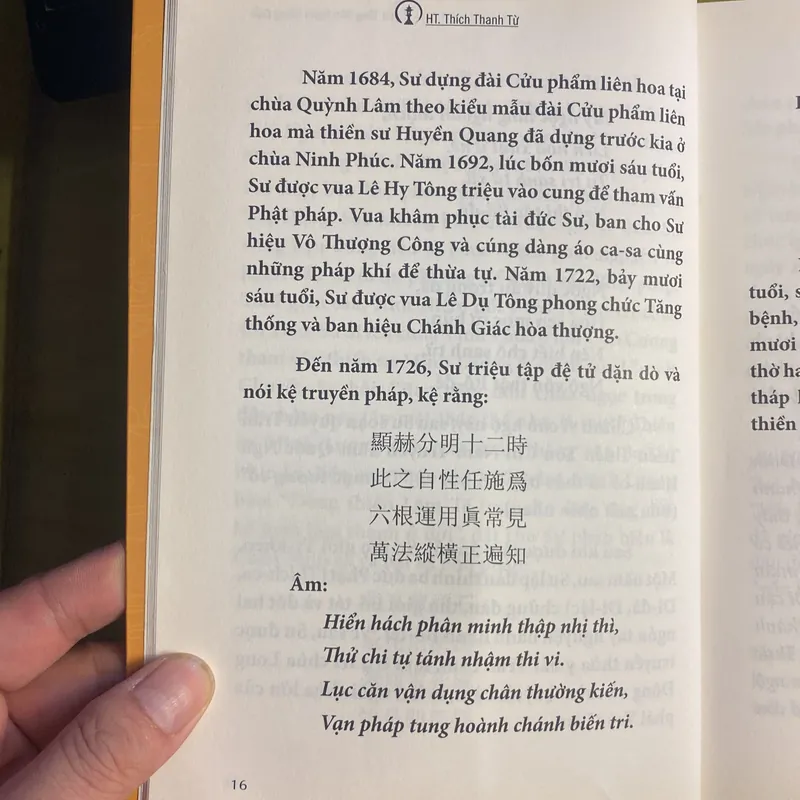 HT. Thích Thanh Từ
Năm 1684, Sư dựng đài Cửu phẩm liên hoa tại
chùa Quỳnh Lâm theo kiểu mẫu đài Cửu phẩm liên
hoa mà thiền sư Huyền Quang đã dựng trước kia ở
chùa Ninh Phúc. Năm 1692, lúc bốn mươi sáu tuổi,
Sư được vua Lê Hy Tông triệu vào cung để tham vấn
Phật pháp. Vua khâm phục tài đức Sư, ban cho Sư
hiệu Vô Thượng Công và cúng dàng áo ca-sa cùng
những pháp khí để thừa tự. Năm 1722, bảy mươi
sáu tuổi, Sư được vua Lê Dụ Tông phong chức Tăng
thống và ban hiệu Chánh Giác hòa thượng.
Đến năm 1726, Sư triệu tập đệ tử dặn dò và
nói kệ truyền pháp, kệ rằng:
顯赫分明十二時
此之自性任施爲
六根運用眞常見
萬法縱橫正遍知
Âm:
Hiển hách phân minh thập nhị thì,
Thử chi tự tánh nhậm thi vi.
Lục căn vận dụng chân thường kiến,
Vạn pháp tung hoành chánh biến tri.
16
tuổi, s
bệnh,
mươi
thờ ha
tháp
thiền